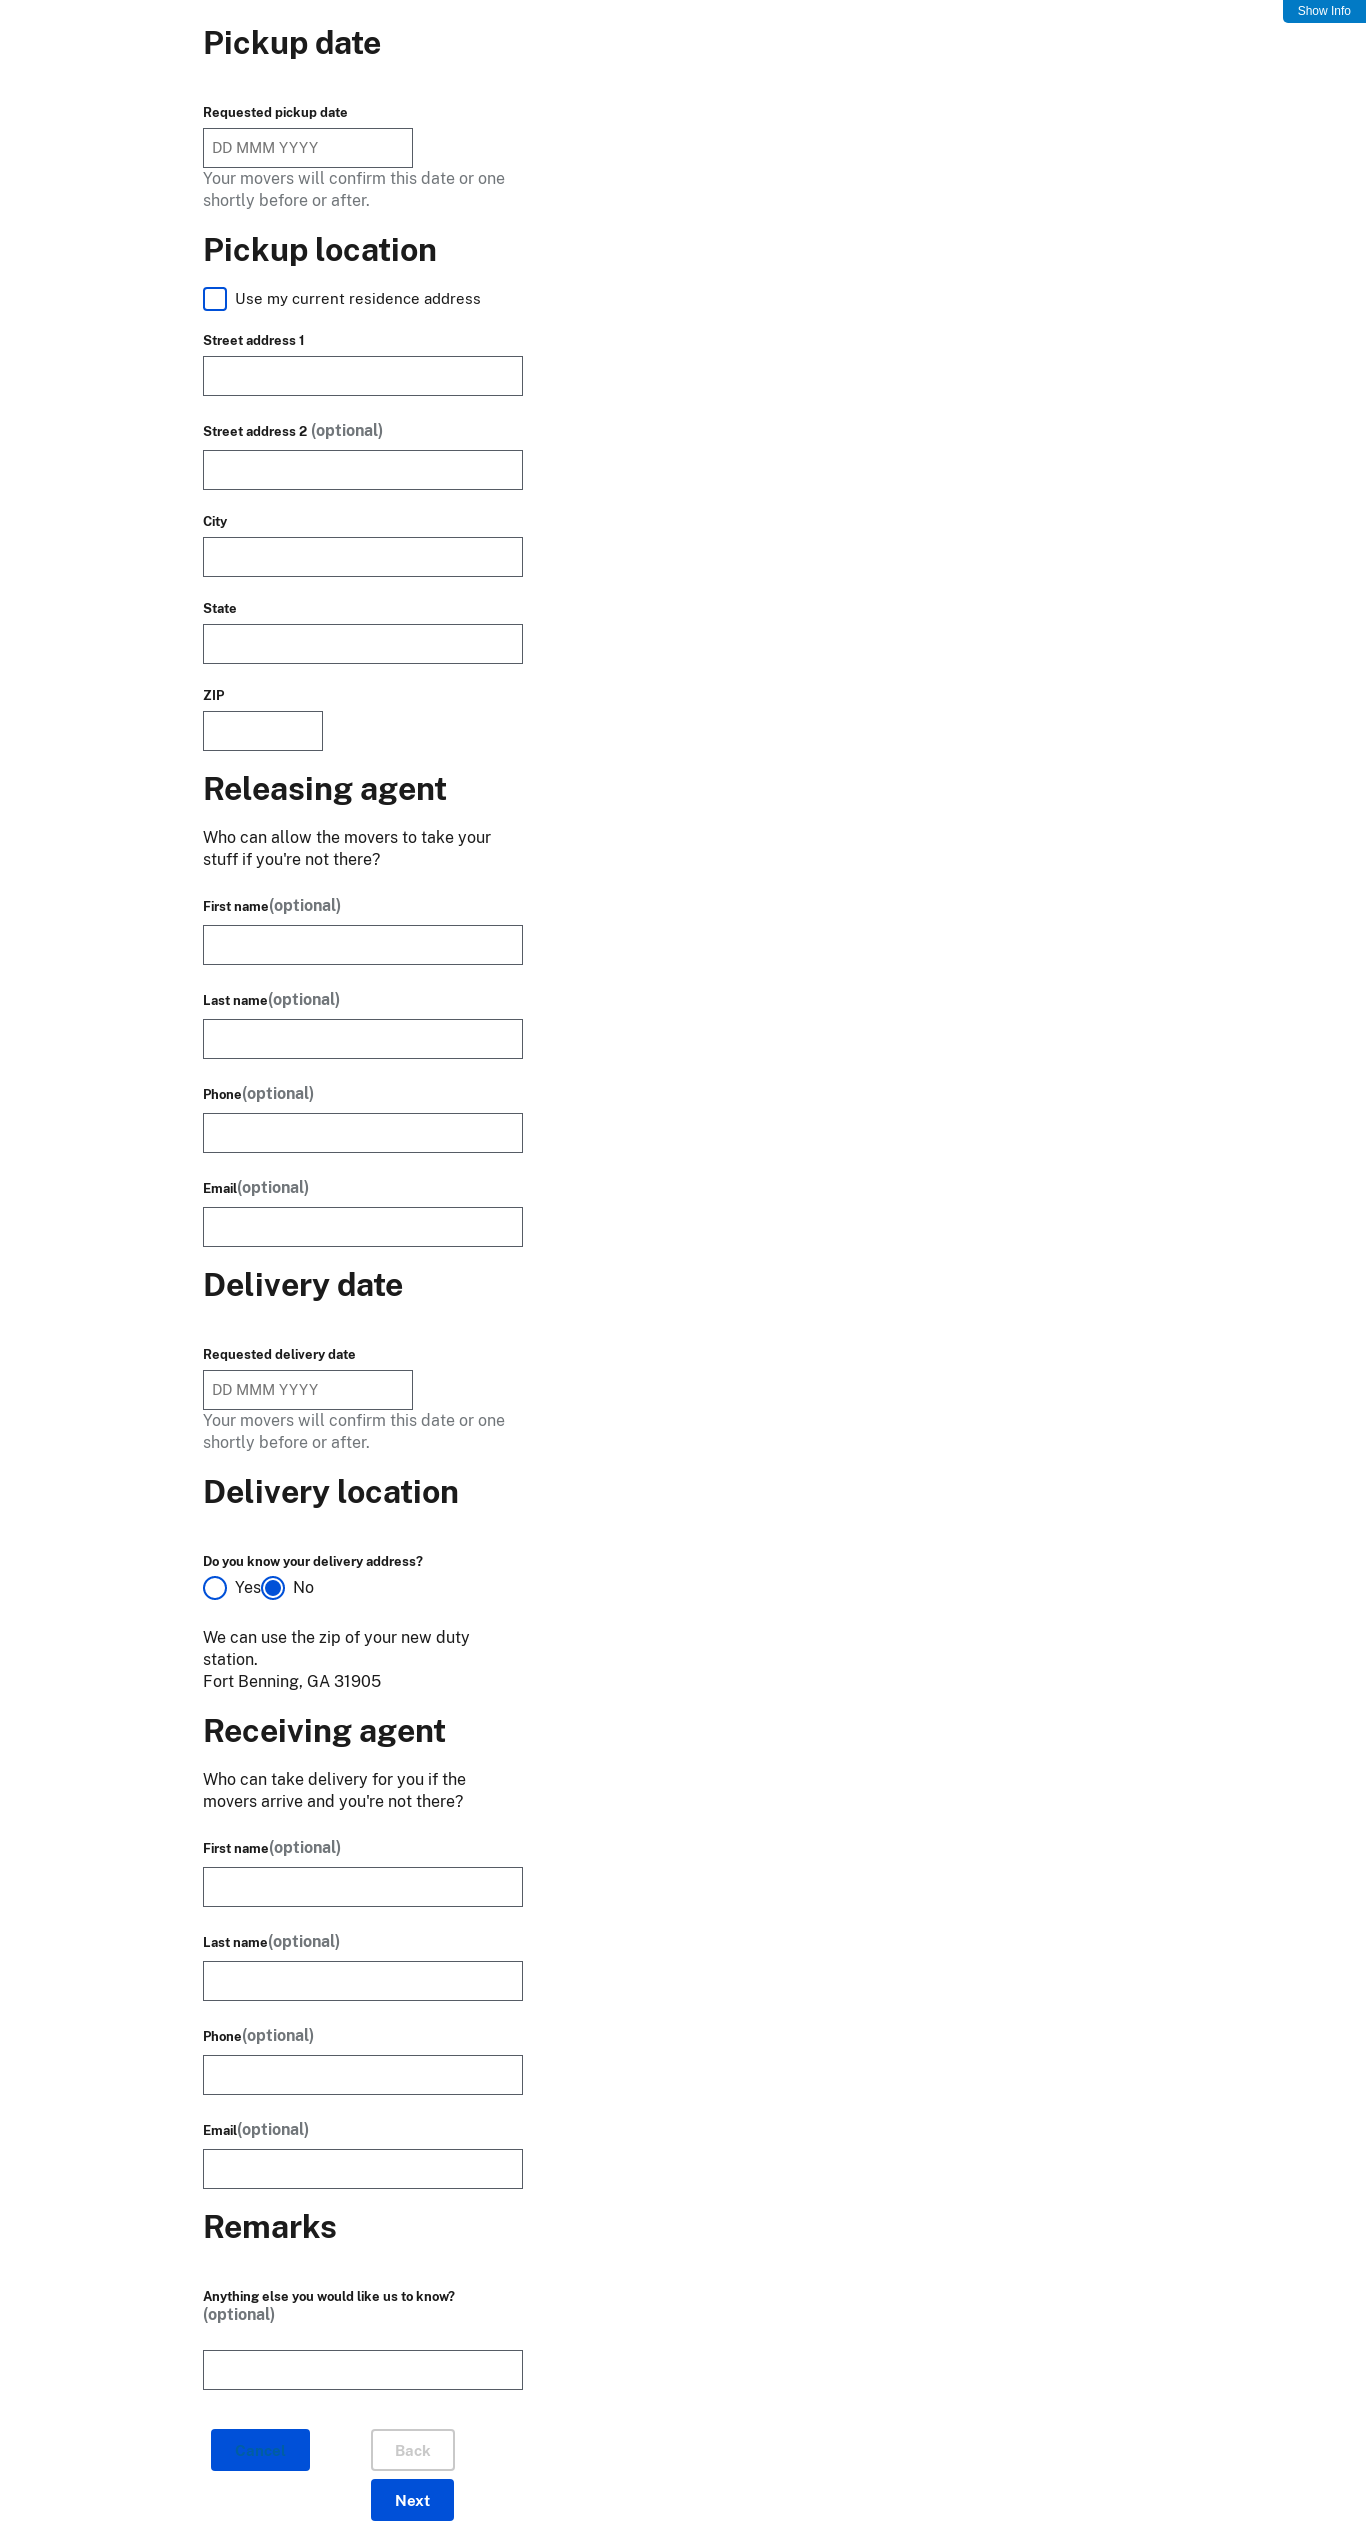 Show Info
Pickup date
Requested pickup date
DD MMM YYYY
Your movers will confirm this date or one
shortly before or after.
Pickup location
Use my current residence address
Street address 1
Street address 2 (optional)
City
State
ZIP
Releasing agent
Who can allow the movers to take your
stuff if you're not there?
First name(optional)
Last name(optional)
Phone(optional)
Email(optional)
Delivery date
Requested delivery date
DD MMM YYYY
Your movers will confirm this date or one
shortly before or after.
Delivery location
Do you know your delivery address?
Yes No
We can use the zip of your new duty
station.
Fort Benning, GA 31905
Receiving agent
Who can take delivery for you if the
movers arrive and you're not there?
First name(optional)
Last name(optional)
Phone(optional)
Email(optional)
Remarks
Anything else you would like us to know?
(optional)
Back
Next